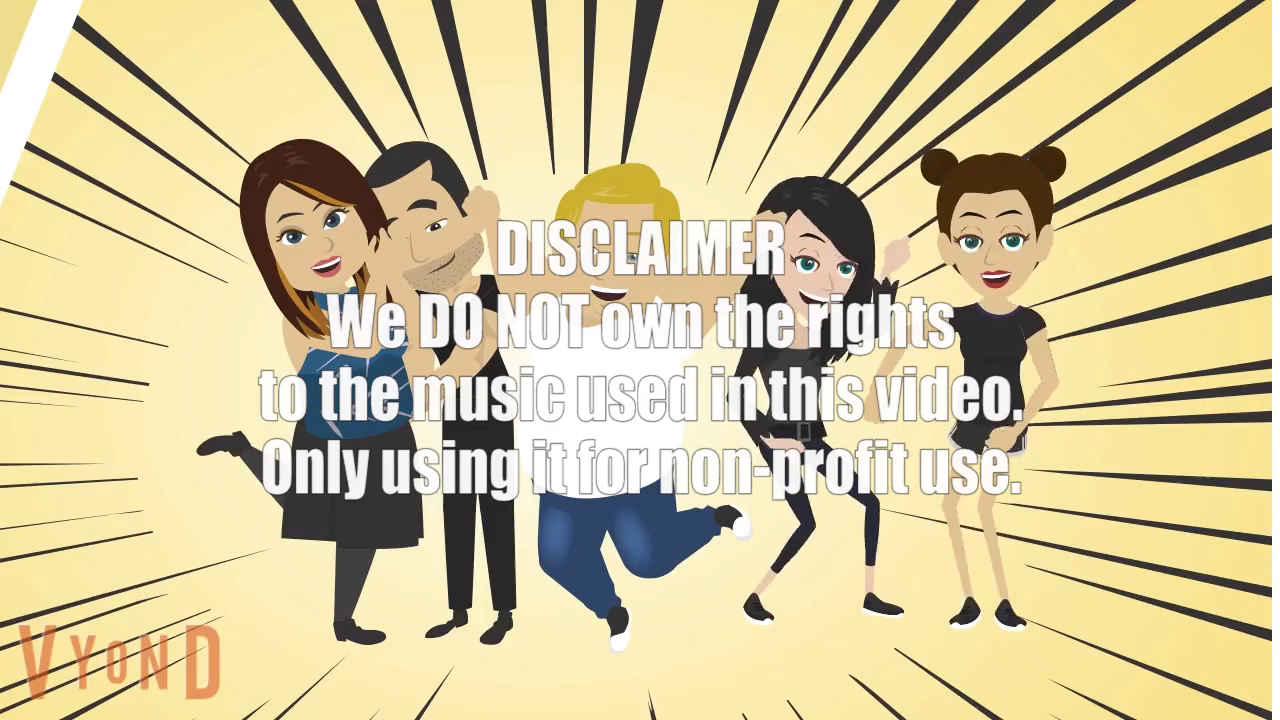 DISCLAIMER
We DO NOT own the rights
to the music used in this video.
Only using it for non-profit use.
VYOND